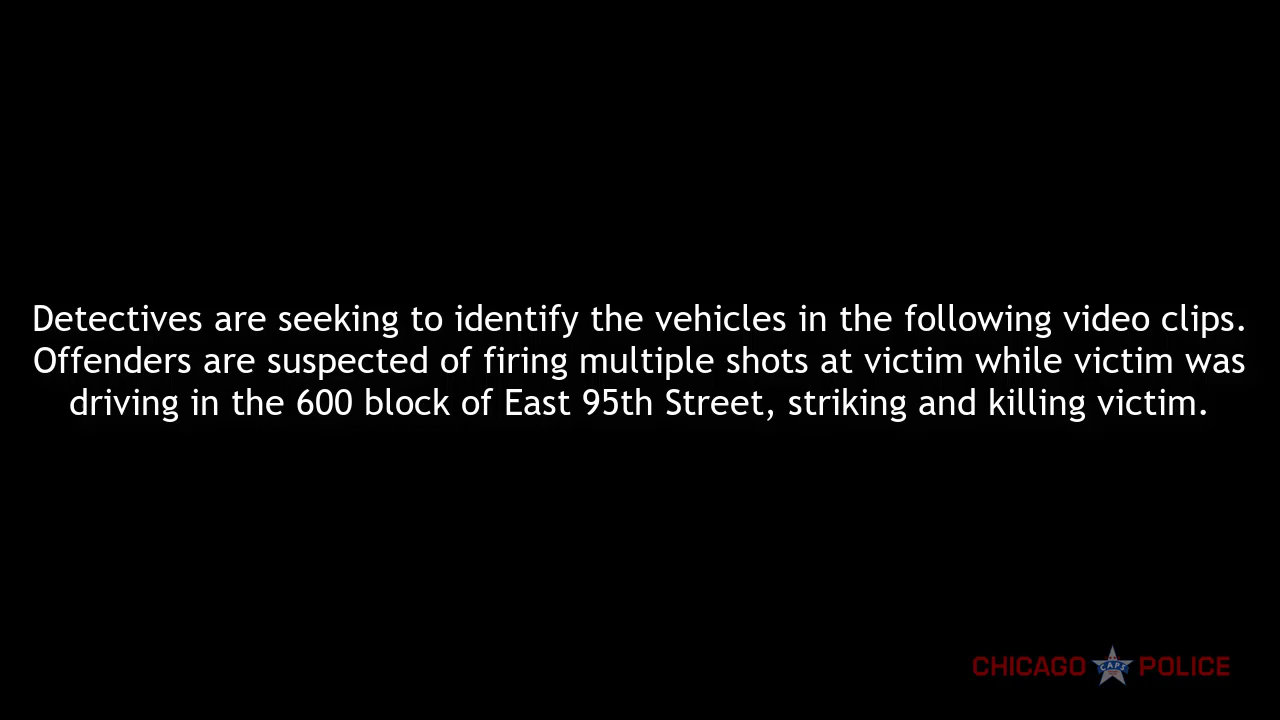 Detectives are seeking to identify the vehicles in the following video clips.
Offenders are suspected of firing multiple shots at victim while victim was
driving in the 600 block of East 95th Street, striking and killing victim.
CHICAGO CAPS POLICE